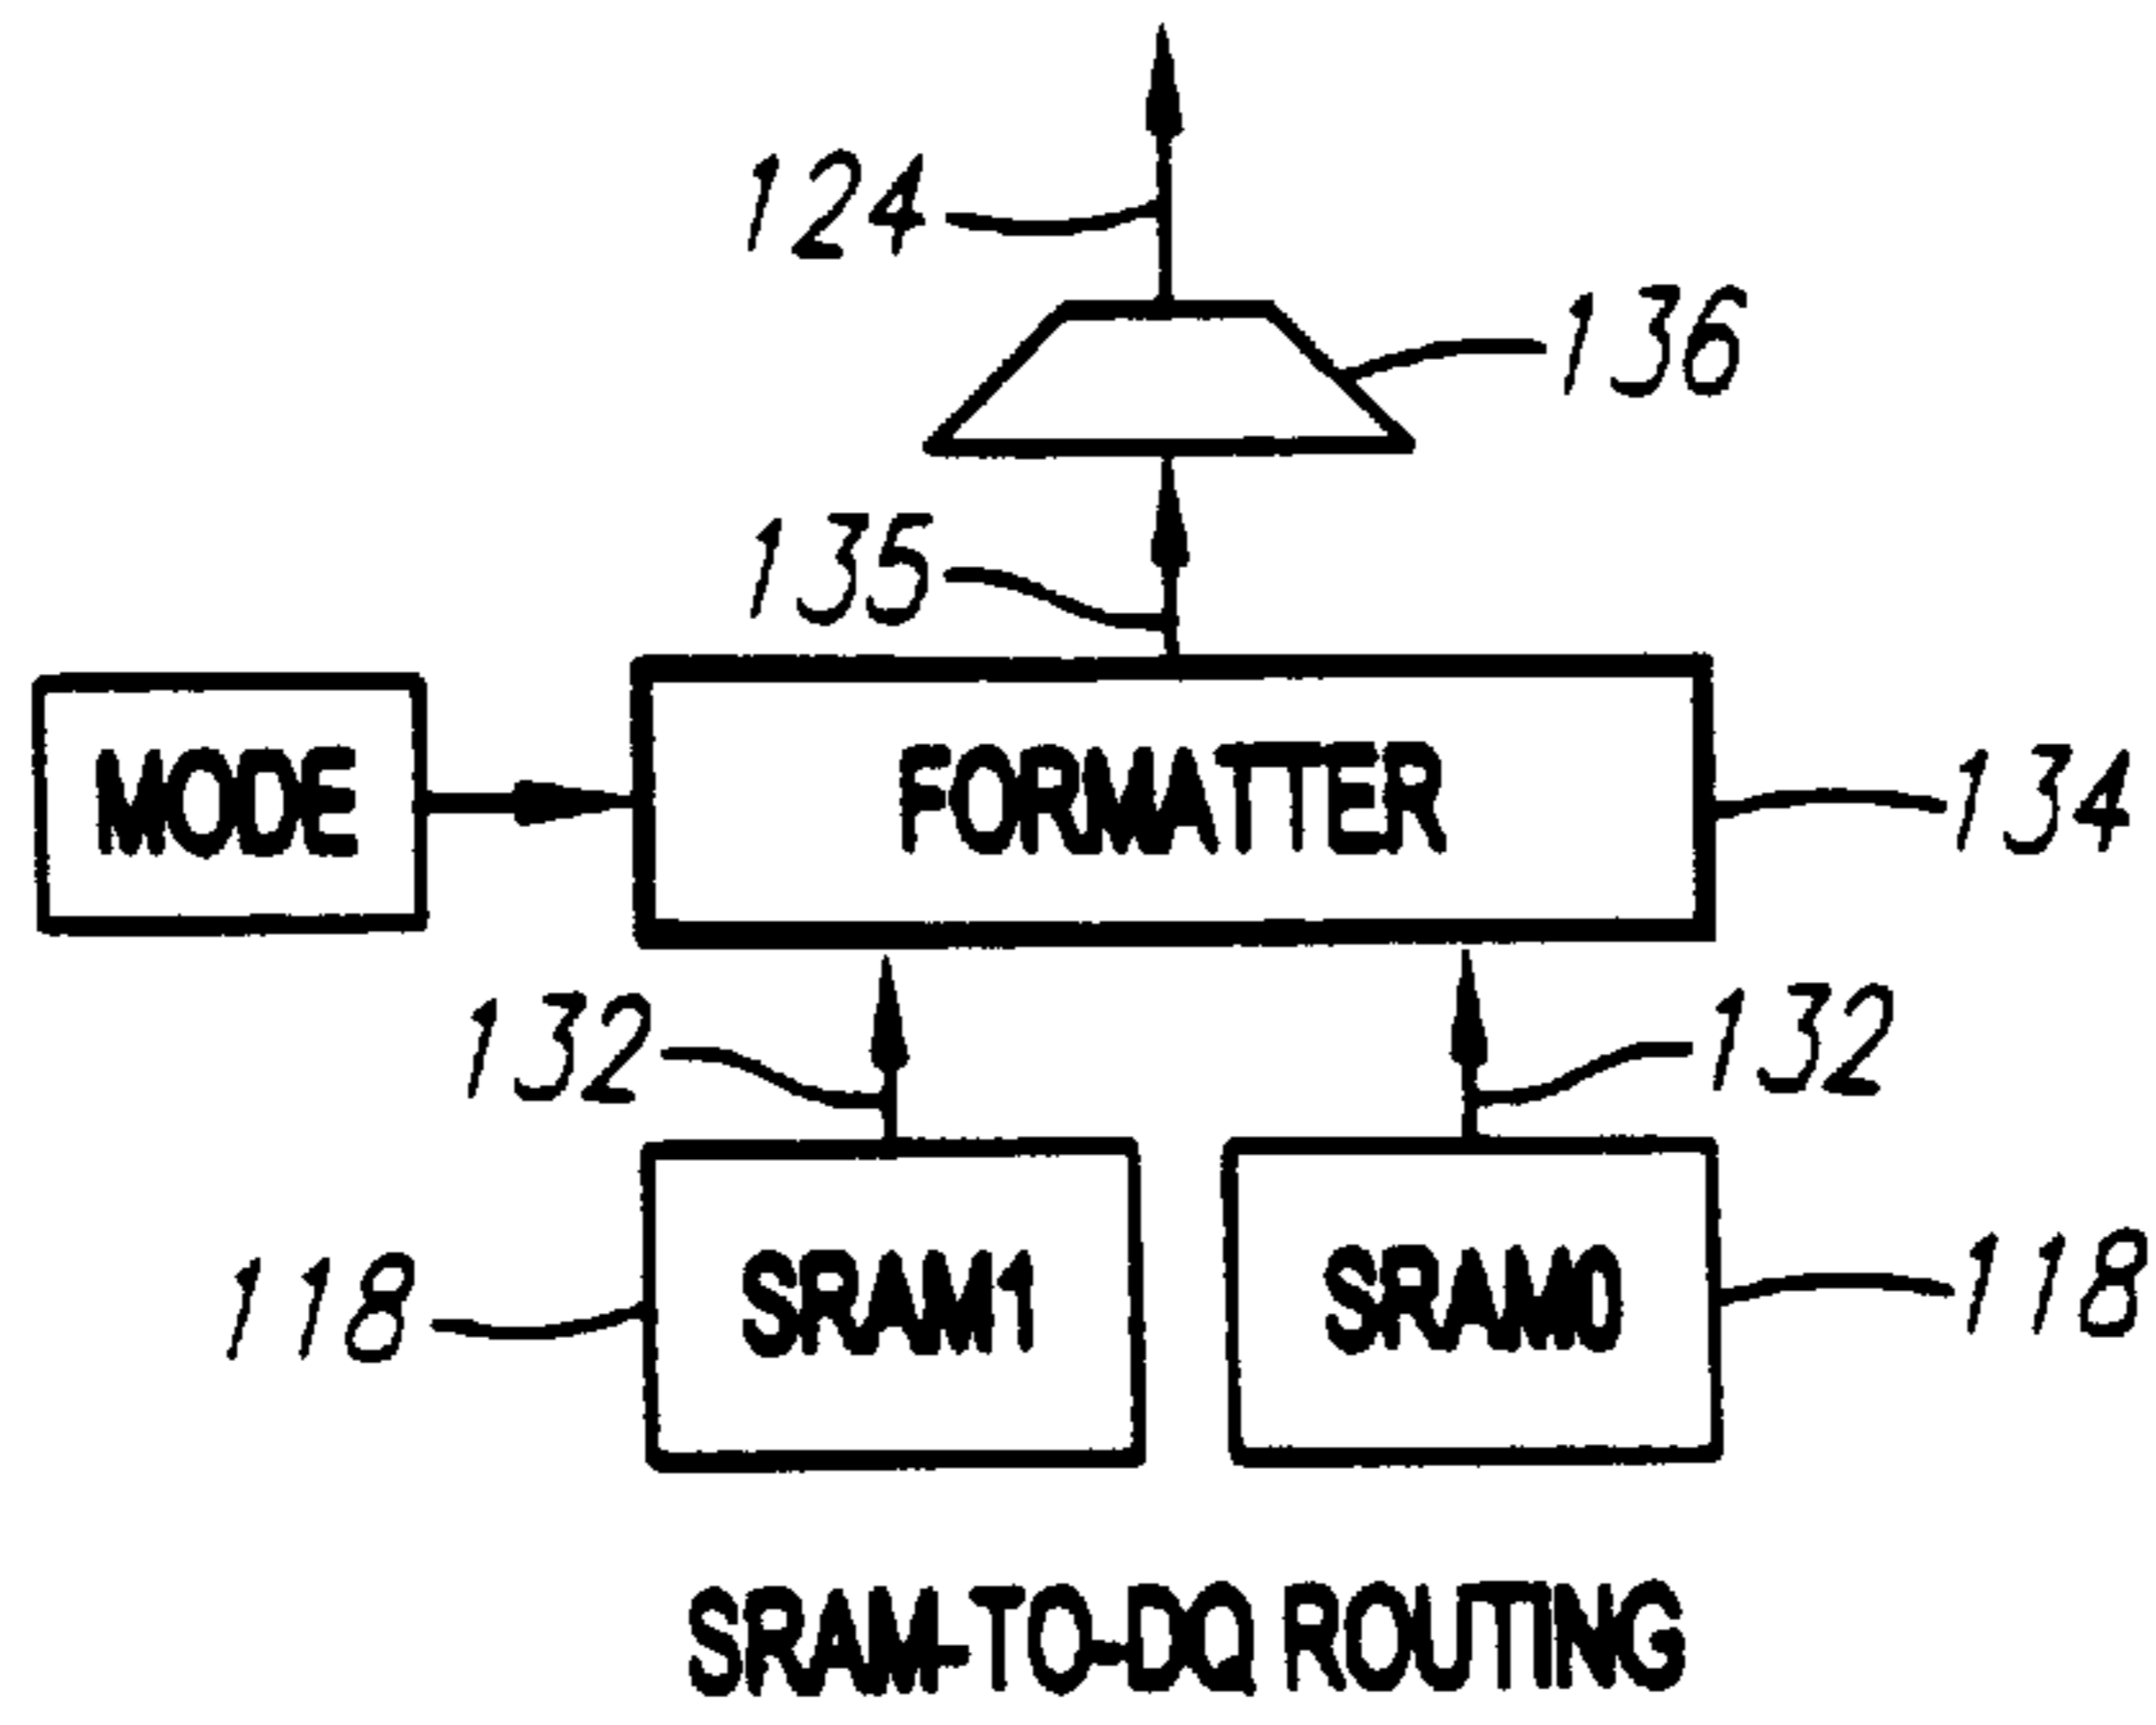 124
136
135
MODE
FORMATTER
134
132
132
118
SRAM1
SRAM0
118
SRAM-TO-DQ ROUTING